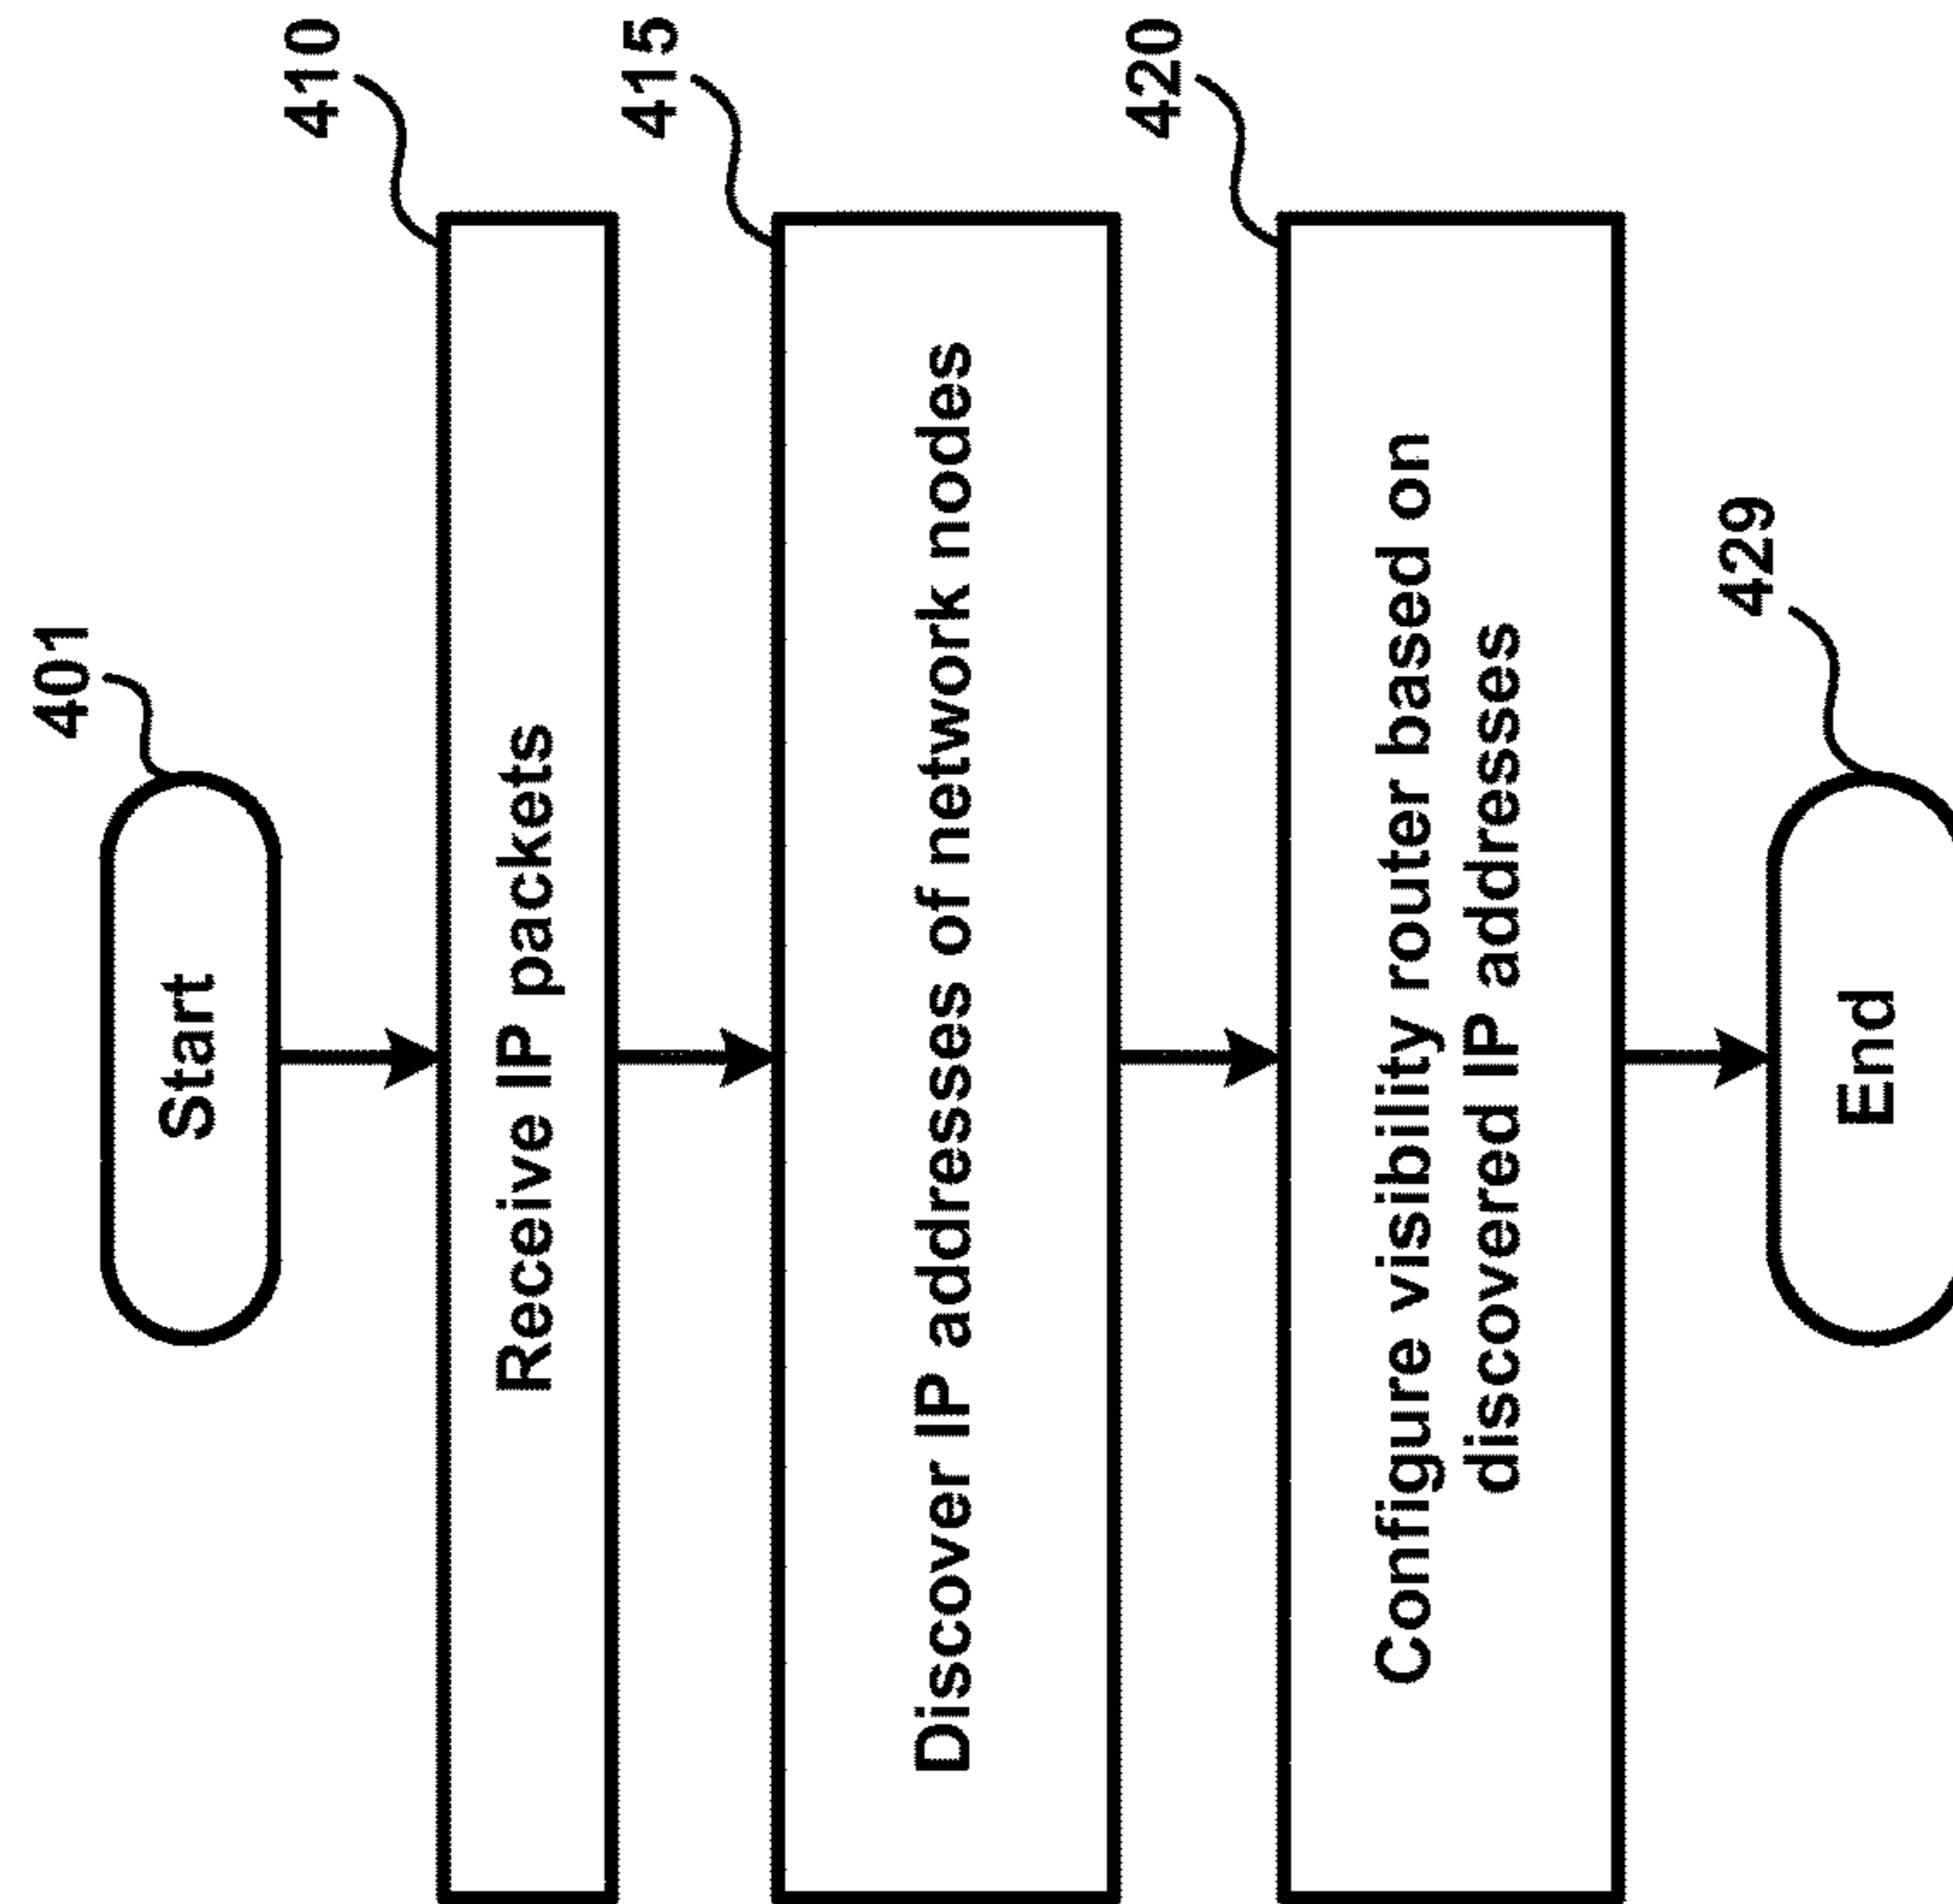 401
Start
410
Receive IP packets
415
Discover IP addresses of network nodes
420
Configure visibility router based on
discovered IP addresses
429
End